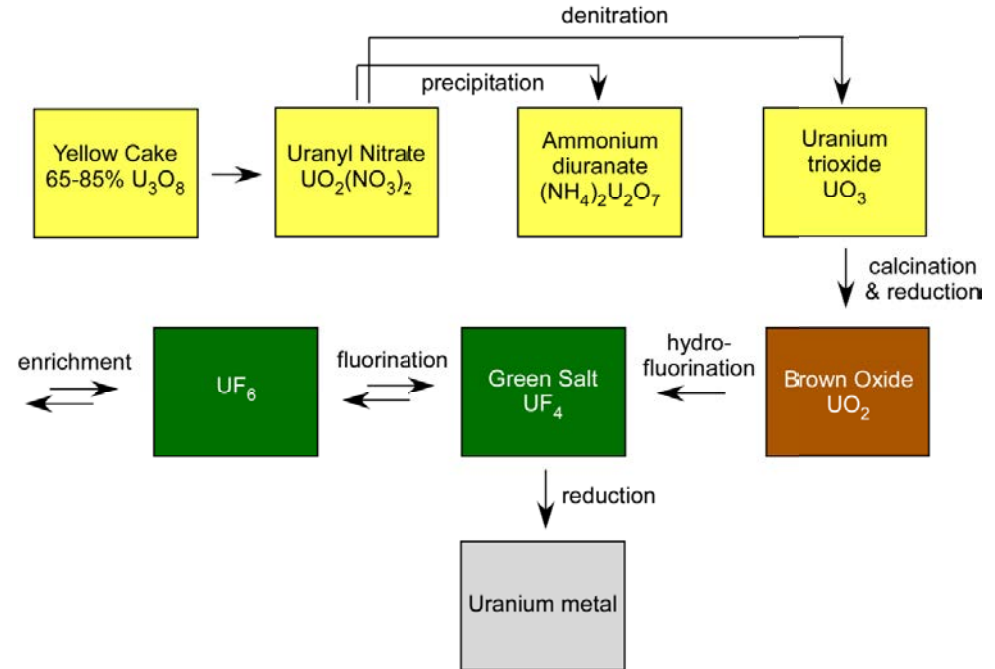 denitration
precipitation
Yellow Cake
65-85% U₃O₈
Uranyl Nitrate
UO₂(NO₃)₂
Ammonium
diuranate
(NH₄)₂U₂O₇
Uranium
trioxide
UO₃
calcination
& reduction
enrichment
UF₆
fluorination
Green Salt
UF₄
hydro-
fluorination
Brown Oxide
UO₂
reduction
Uranium metal